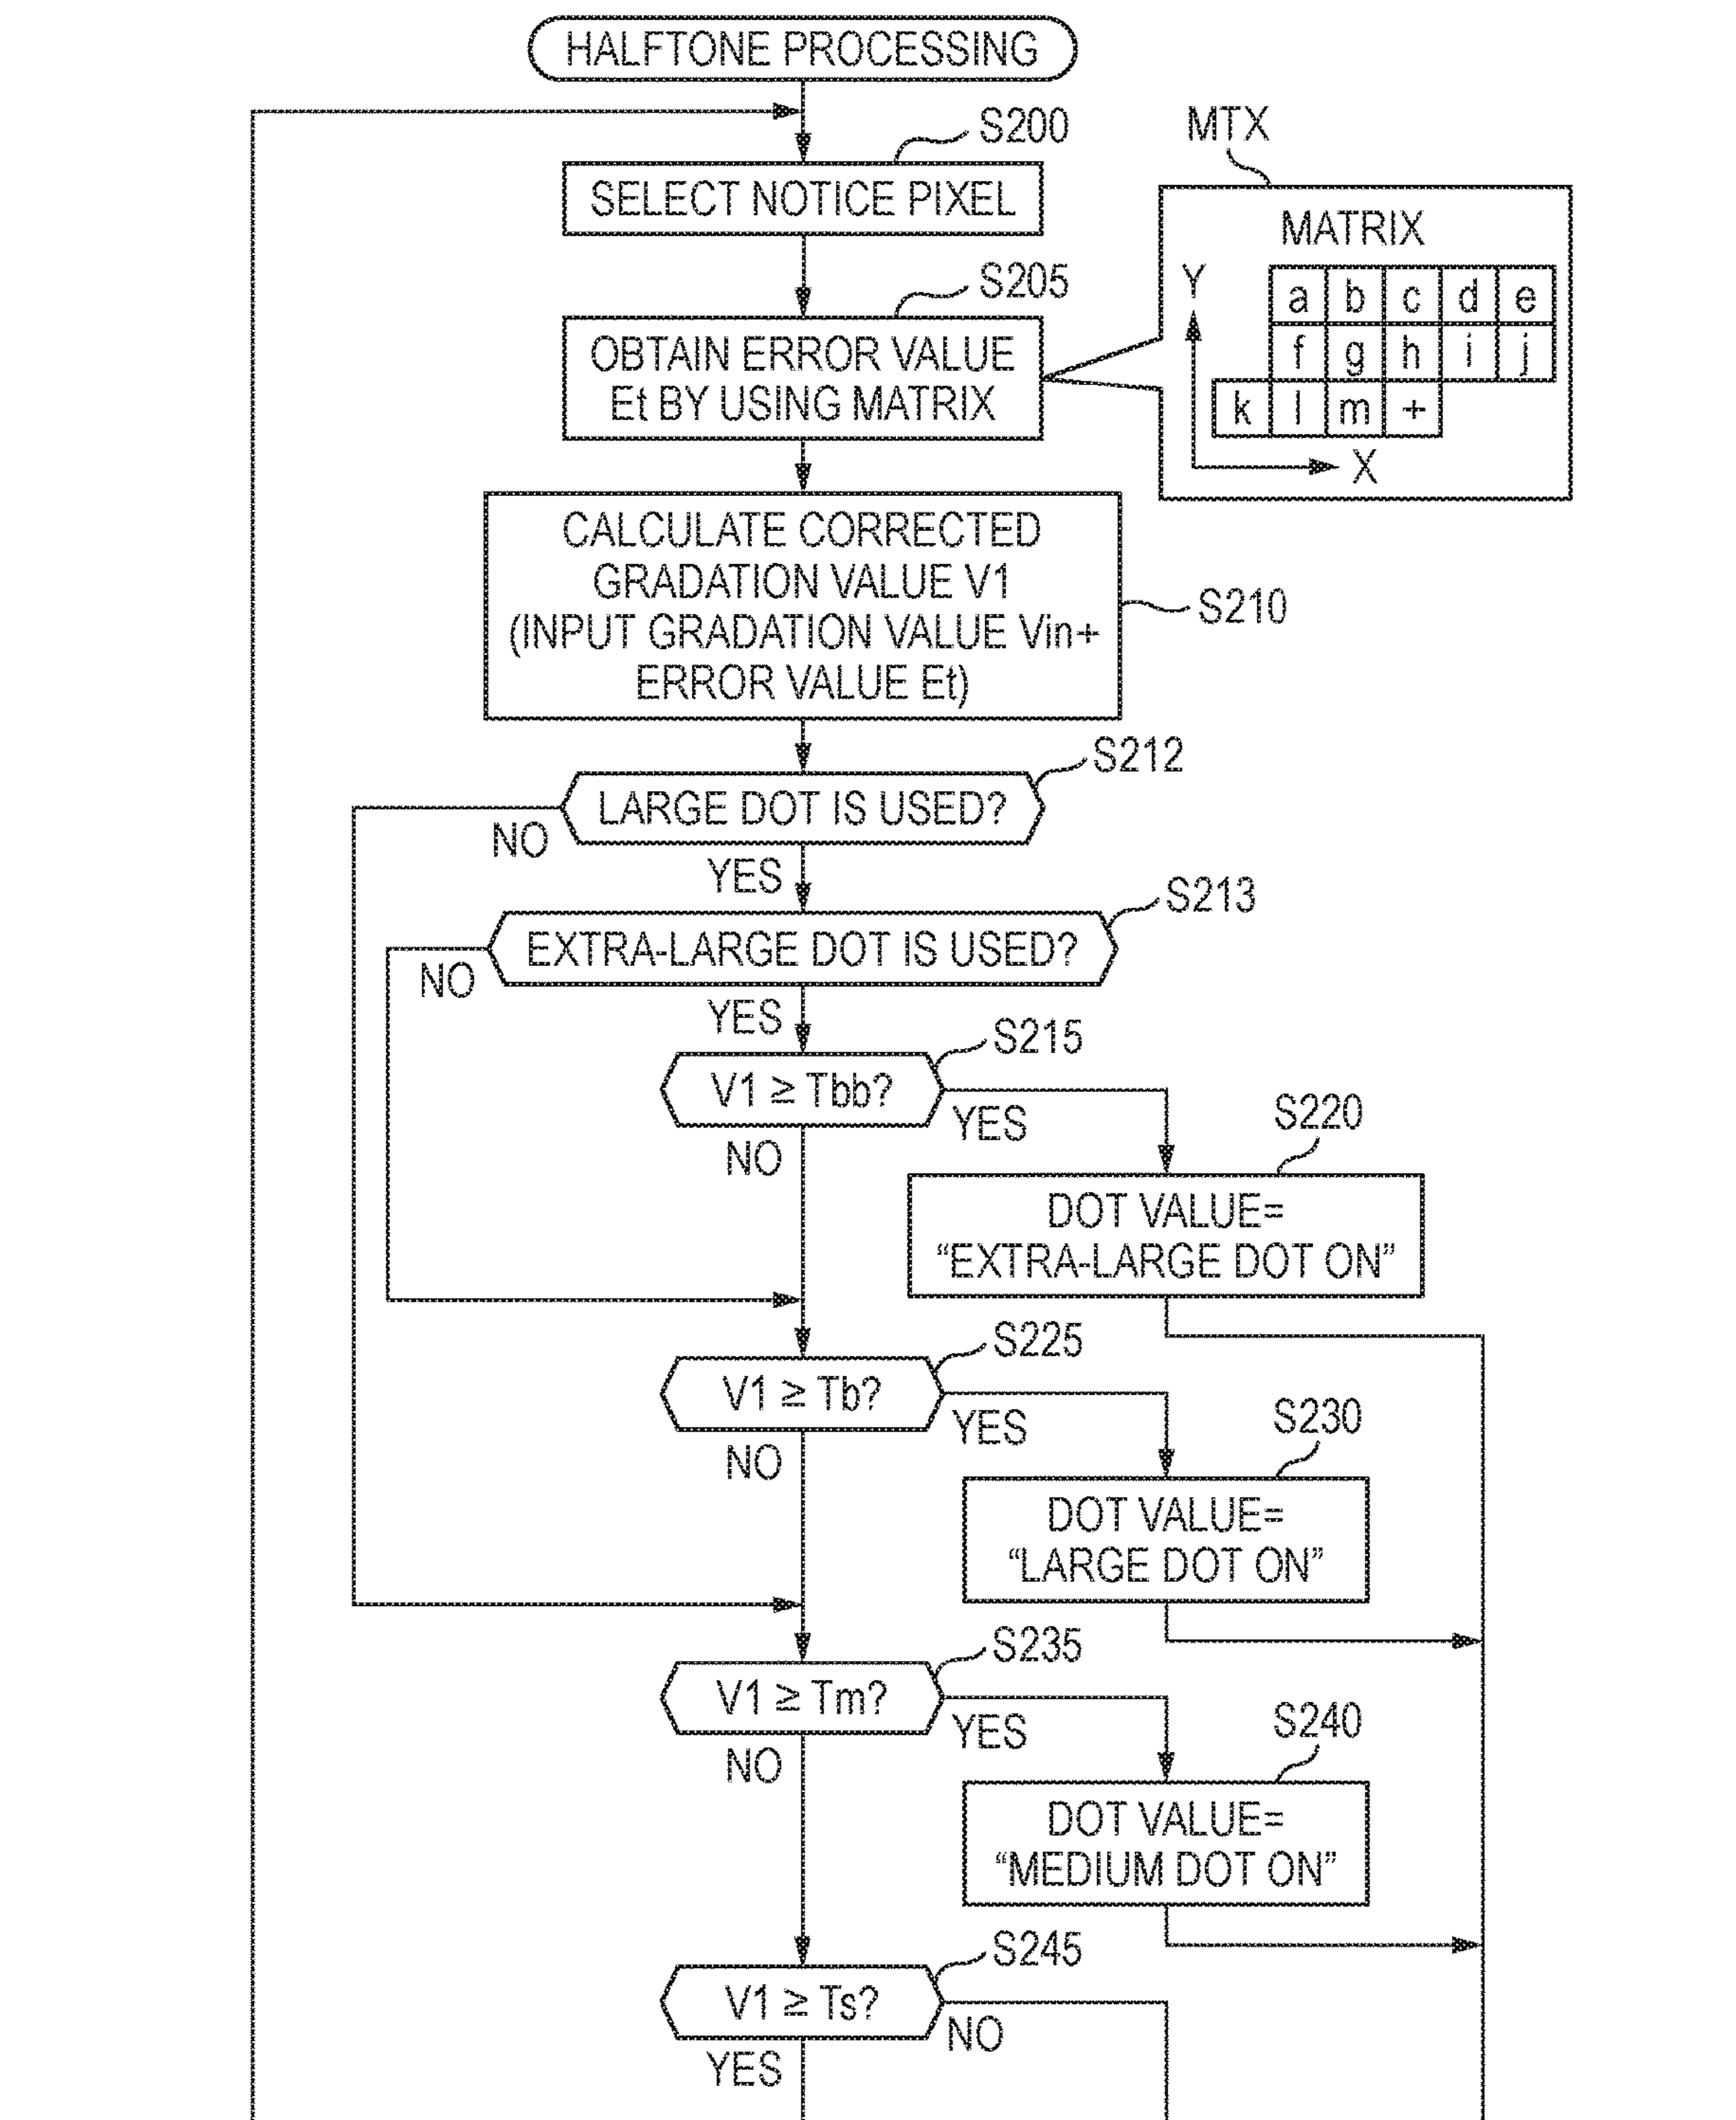 HALFTONE PROCESSING
S200
SELECT NOTICE PIXEL
MTX
MATRIX
Y
a b c d e
f g h i j
k l m +
X
S205
OBTAIN ERROR VALUE
Et BY USING MATRIX
CALCULATE CORRECTED
GRADATION VALUE V1
(INPUT GRADATION VALUE Vin+
ERROR VALUE Et)
S210
S212
LARGE DOT IS USED?
NO
YES
S213
EXTRA-LARGE DOT IS USED?
NO
YES
S215
V1 ≥ Tbb?
YES
NO
S220
DOT VALUE=
“EXTRA-LARGE DOT ON”
S225
V1 ≥ Tb?
YES
NO
S230
DOT VALUE=
“LARGE DOT ON”
S235
V1 ≥ Tm?
YES
NO
S240
DOT VALUE=
“MEDIUM DOT ON”
S245
V1 ≥ Ts?
NO
YES